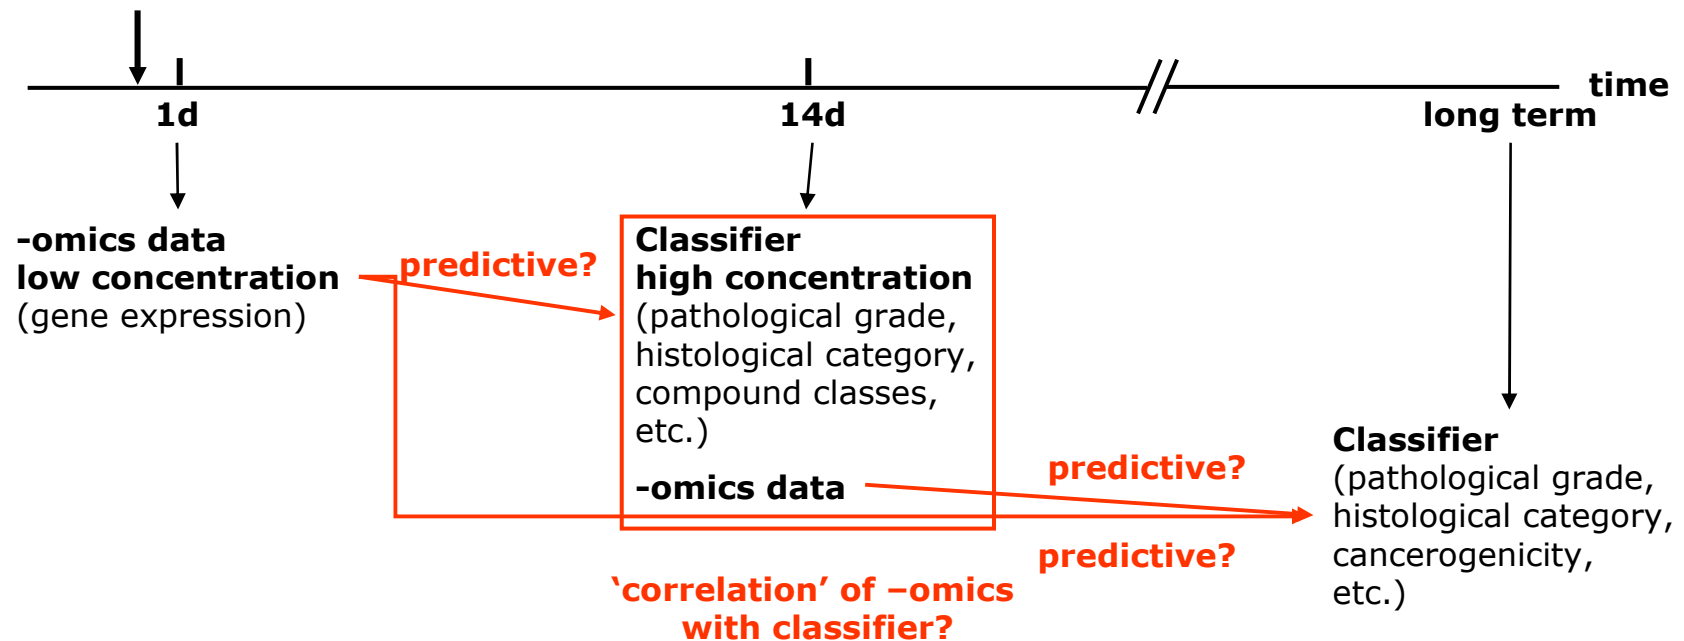 time
1d
14d
long term
-omics data
low concentration
(gene expression)
predictive?
Classifier
high concentration
(pathological grade,
histological category,
compound classes,
etc.)
-omics data
predictive?
predictive?
‘correlation’ of –omics
with classifier?
Classifier
(pathological grade,
histological category,
cancerogenicity,
etc.)